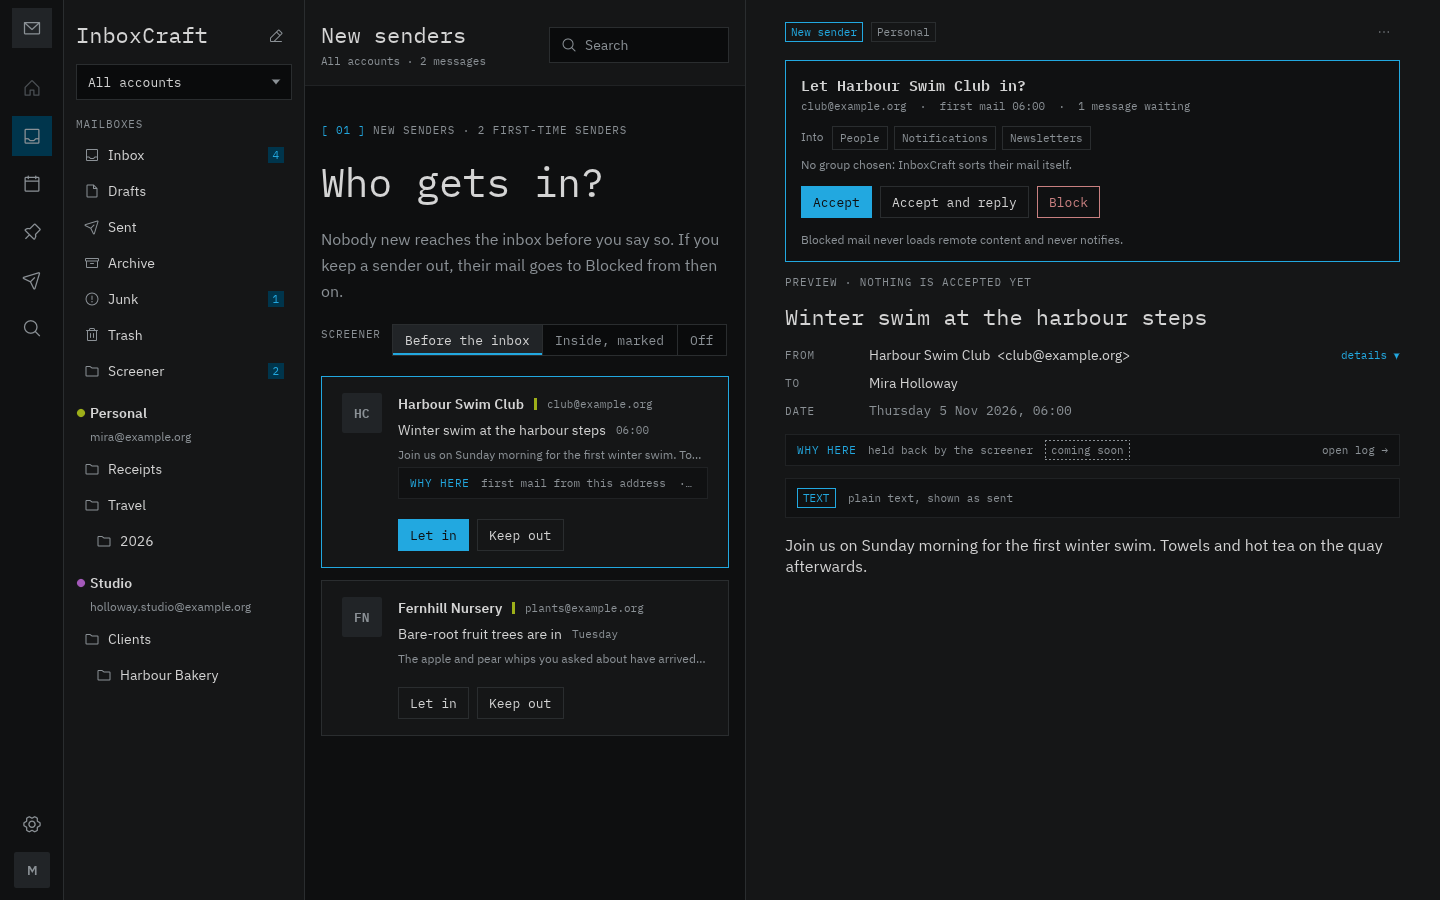 InboxCraft
All accounts
MAILBOXES
Inbox 4
Drafts
Sent
Archive
Junk 1
Trash
Screener 2
Personal
mira@example.org
Receipts
Travel
2026
Studio
holloway.studio@example.org
Clients
Harbour Bakery
M
New senders
All accounts · 2 messages
Search
[ 01 ] NEW SENDERS · 2 FIRST-TIME SENDERS
Who gets in?
Nobody new reaches the inbox before you say so. If you
keep a sender out, their mail goes to Blocked from then
on.
SCREENER Before the inbox Inside, marked Off
HC
Harbour Swim Club club@example.org
Winter swim at the harbour steps 06:00
Join us on Sunday morning for the first winter swim. To...
WHY HERE first mail from this address ·…
Let in Keep out
FN
Fernhill Nursery plants@example.org
Bare-root fruit trees are in Tuesday
The apple and pear whips you asked about have arrived...
Let in Keep out
New sender Personal ...
Let Harbour Swim Club in?
club@example.org · first mail 06:00 · 1 message waiting
Into People Notifications Newsletters
No group chosen: InboxCraft sorts their mail itself.
Accept Accept and reply Block
Blocked mail never loads remote content and never notifies.
PREVIEW · NOTHING IS ACCEPTED YET
Winter swim at the harbour steps
FROM Harbour Swim Club <club@example.org> details ▾
TO Mira Holloway
DATE Thursday 5 Nov 2026, 06:00
WHY HERE held back by the screener coming soon open log →
TEXT plain text, shown as sent
Join us on Sunday morning for the first winter swim. Towels and hot tea on the quay
afterwards.